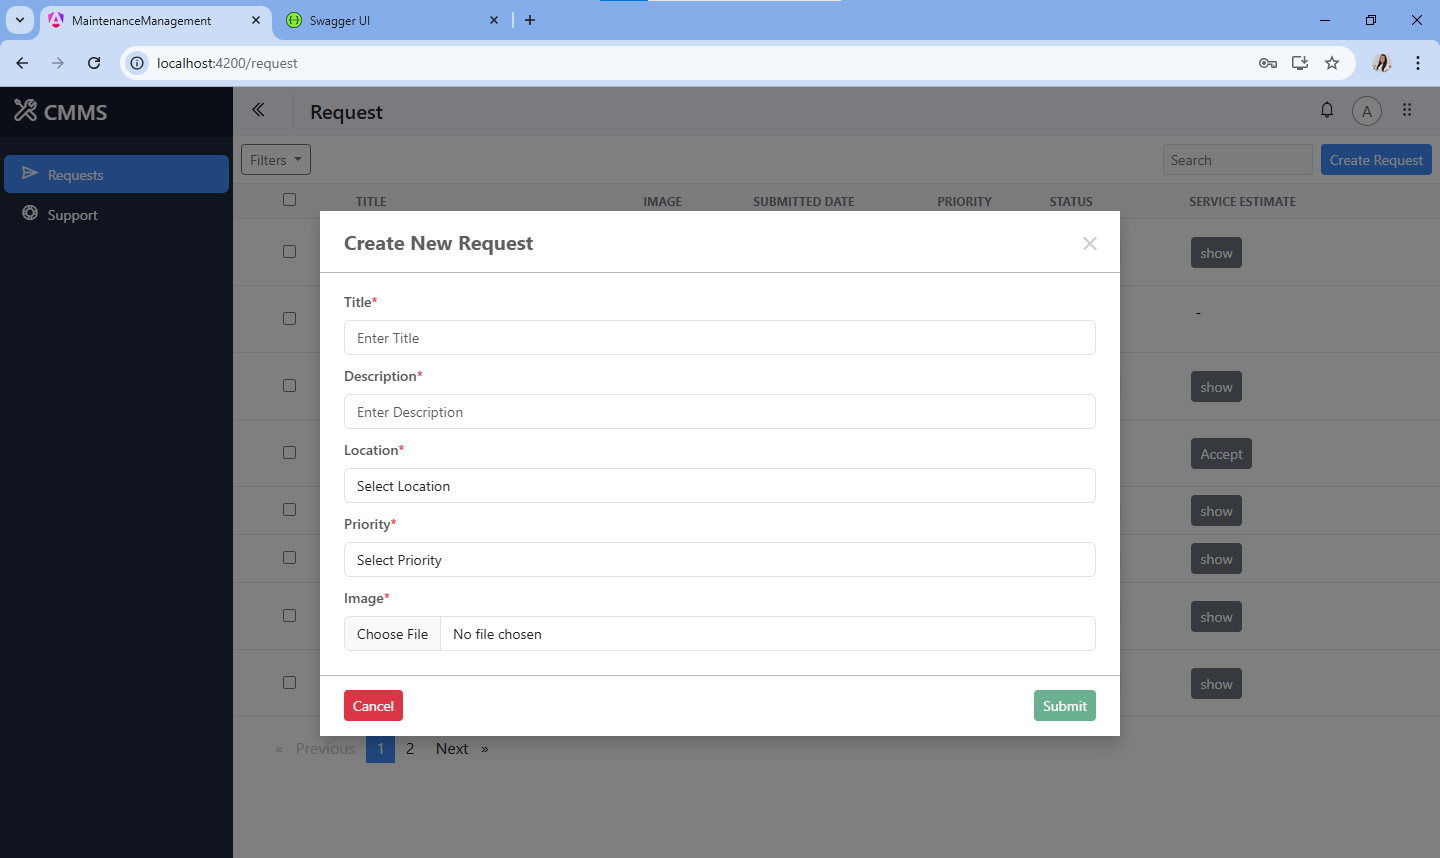 MaintenanceManagement
Swagger UI
localhost:4200/request
CMMS
Request
A
Requests
Support
Filters
Search
Create Request
TITLE IMAGE SUBMITTED DATE PRIORITY STATUS SERVICE ESTIMATE
show
-
show
Accept
show
show
show
show
Create New Request
Title*
Enter Title
Description*
Enter Description
Location*
Select Location
Priority*
Select Priority
Image*
Choose File No file chosen
Cancel Submit
« Previous 1 2 Next »